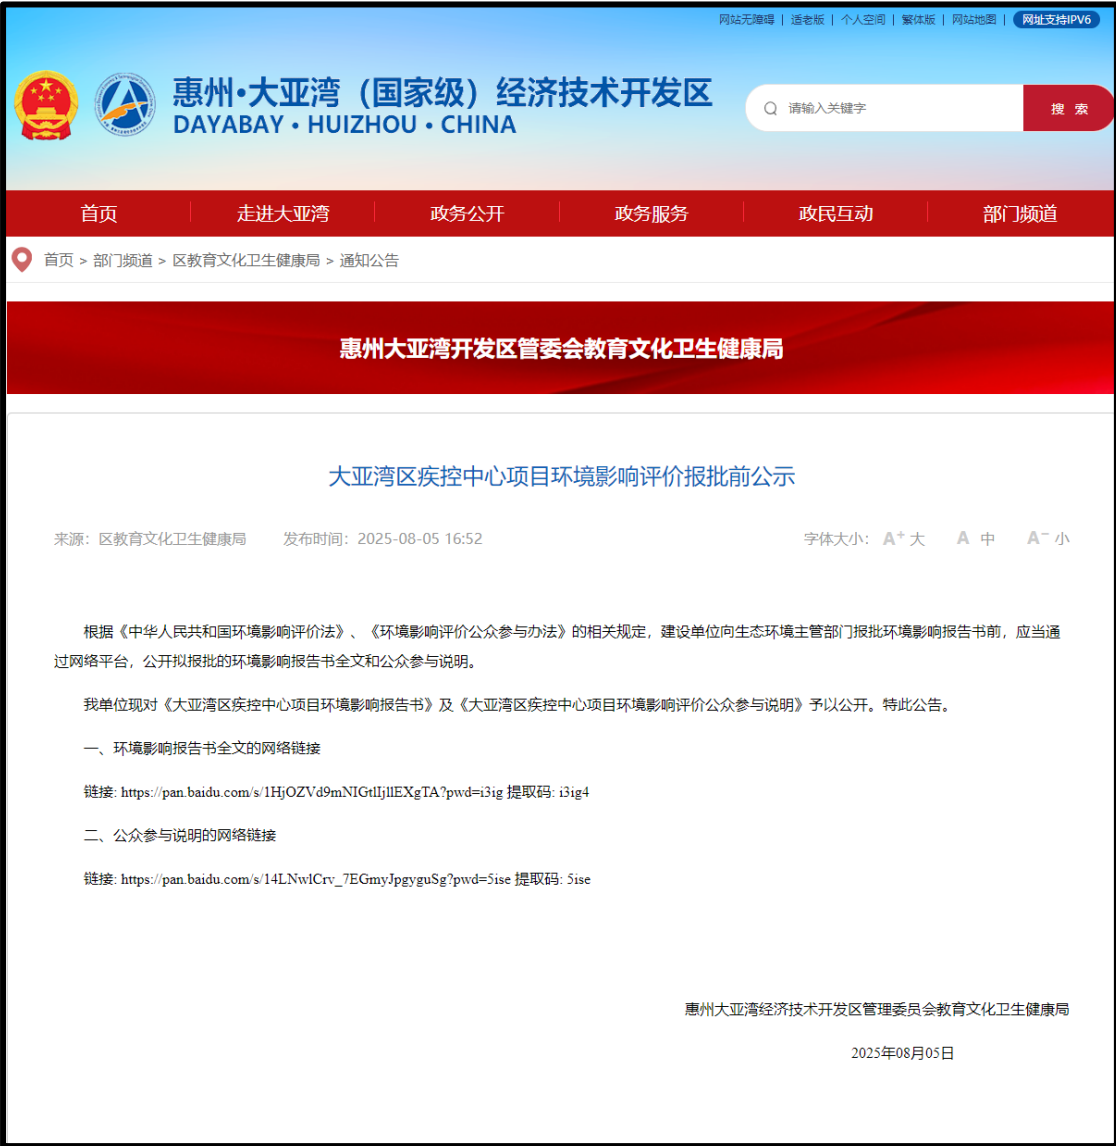 网站无障碍 | 适老版 | 个人空间 | 繁体版 | 网站地图 | 网址支持IPV6
惠州•大亚湾（国家级）经济技术开发区
DAYABAY • HUIZHOU • CHINA
请输入关键字
搜 索
首页 走进大亚湾 政务公开 政务服务 政民互动 部门频道
首页 > 部门频道 > 区教育文化卫生健康局 > 通知公告
惠州大亚湾开发区管委会教育文化卫生健康局
大亚湾区疾控中心项目环境影响评价报批前公示
来源：区教育文化卫生健康局 发布时间：2025-08-05 16:52 字体大小： A⁺ 大 A 中 A⁻ 小
根据《中华人民共和国环境影响评价法》、《环境影响评价公众参与办法》的相关规定，建设单位向生态环境主管部门报批环境影响报告书前，应当通
过网络平台，公开拟报批的环境影响报告书全文和公众参与说明。
我单位现对《大亚湾区疾控中心项目环境影响报告书》及《大亚湾区疾控中心项目环境影响评价公众参与说明》予以公开。特此公告。
一、环境影响报告书全文的网络链接
链接: https://pan.baidu.com/s/1HjOZVd9mNIGtlIjllEXgTA?pwd=i3ig 提取码: i3ig4
二、公众参与说明的网络链接
链接: https://pan.baidu.com/s/14LNwlCrv_7EGmyJpgyguSg?pwd=5ise 提取码: 5ise
惠州大亚湾经济技术开发区管理委员会教育文化卫生健康局
2025年08月05日